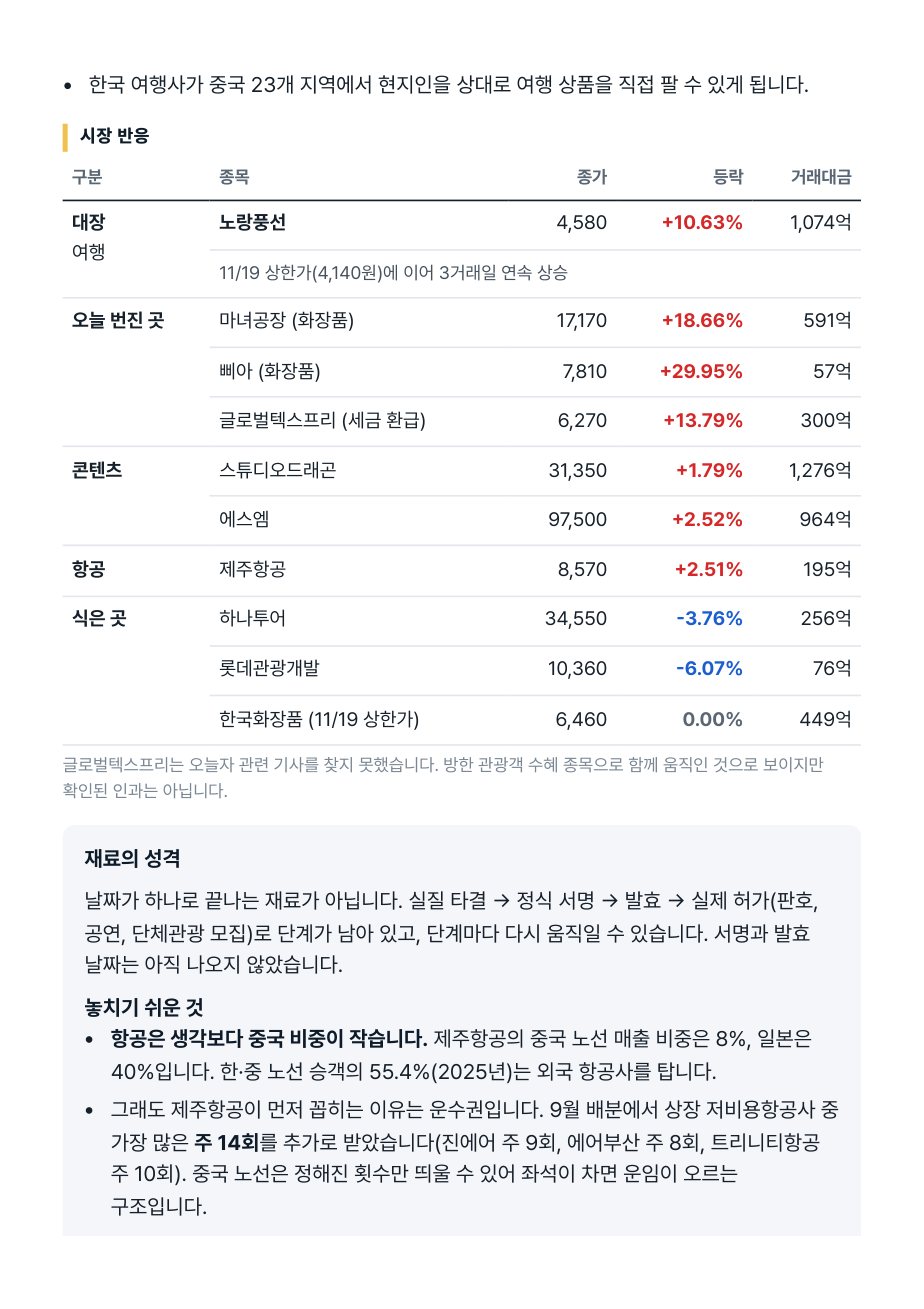 • 한국 여행사가 중국 23개 지역에서 현지인을 상대로 여행 상품을 직접 팔 수 있게 됩니다.
시장 반응
구분 종목 종가 등락 거래대금
대장 노랑풍선 4,580 +10.63% 1,074억
여행
11/19 상한가(4,140원)에 이어 3거래일 연속 상승
오늘 번진 곳 마녀공장 (화장품) 17,170 +18.66% 591억
삐아 (화장품) 7,810 +29.95% 57억
글로벌텍스프리 (세금 환급) 6,270 +13.79% 300억
콘텐츠 스튜디오드래곤 31,350 +1.79% 1,276억
에스엠 97,500 +2.52% 964억
항공 제주항공 8,570 +2.51% 195억
식은 곳 하나투어 34,550 -3.76% 256억
롯데관광개발 10,360 -6.07% 76억
한국화장품 (11/19 상한가) 6,460 0.00% 449억
글로벌텍스프리는 오늘자 관련 기사를 찾지 못했습니다. 방한 관광객 수혜 종목으로 함께 움직인 것으로 보이지만
확인된 인과는 아닙니다.
재료의 성격
날짜가 하나로 끝나는 재료가 아닙니다. 실질 타결 → 정식 서명 → 발효 → 실제 허가(판호,
공연, 단체관광 모집)로 단계가 남아 있고, 단계마다 다시 움직일 수 있습니다. 서명과 발효
날짜는 아직 나오지 않았습니다.
놓치기 쉬운 것
• 항공은 생각보다 중국 비중이 작습니다. 제주항공의 중국 노선 매출 비중은 8%, 일본은
40%입니다. 한·중 노선 승객의 55.4%(2025년)는 외국 항공사를 탑니다.
• 그래도 제주항공이 먼저 꼽히는 이유는 운수권입니다. 9월 배분에서 상장 저비용항공사 중
가장 많은 주 14회를 추가로 받았습니다(진에어 주 9회, 에어부산 주 8회, 트리니티항공
주 10회). 중국 노선은 정해진 횟수만 띄울 수 있어 좌석이 차면 운임이 오르는
구조입니다.